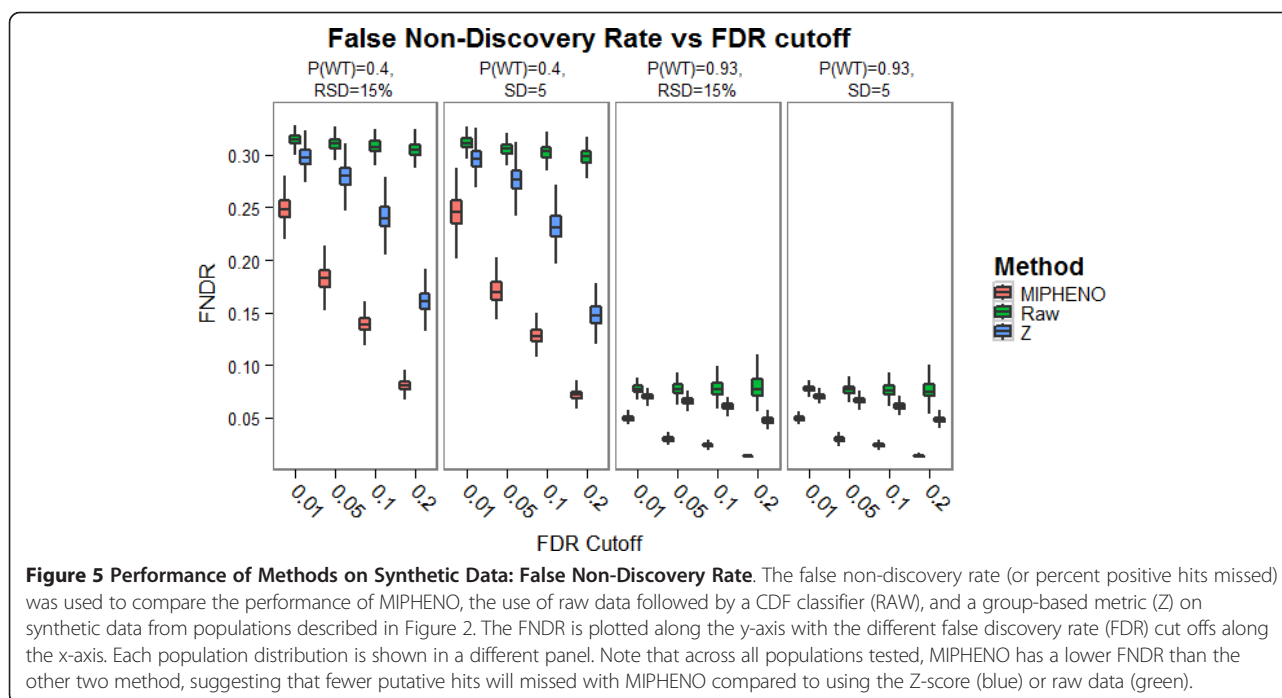 False Non-Discovery Rate vs FDR cutoff
P(WT)=0.4,
RSD=15%
P(WT)=0.4,
SD=5
P(WT)=0.93,
RSD=15%
P(WT)=0.93,
SD=5
FNDR
0.30
0.25
0.20
0.15
0.10
0.05
0.01 0.05 0.1 0.2
0.01 0.05 0.1 0.2
0.01 0.05 0.1 0.2
0.01 0.05 0.1 0.2
FDR Cutoff
Method
MIPHENO
Raw
Z
Figure 5 Performance of Methods on Synthetic Data: False Non-Discovery Rate. The false non-discovery rate (or percent positive hits missed)
was used to compare the performance of MIPHENO, the use of raw data followed by a CDF classifier (RAW), and a group-based metric (Z) on
synthetic data from populations described in Figure 2. The FNDR is plotted along the y-axis with the different false discovery rate (FDR) cut offs along
the x-axis. Each population distribution is shown in a different panel. Note that across all populations tested, MIPHENO has a lower FNDR than the
other two method, suggesting that fewer putative hits will missed with MIPHENO compared to using the Z-score (blue) or raw data (green).